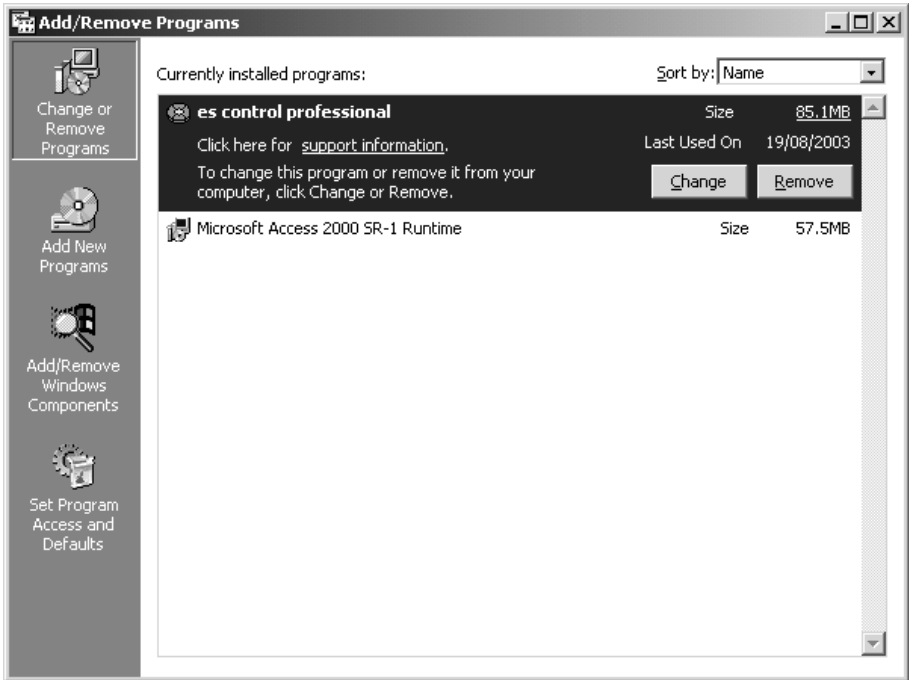 Add/Remove Programs
Change or
Remove
Programs
Add New
Programs
Add/Remove
Windows
Components
Set Program
Access and
Defaults
Currently installed programs:
Sort by: Name
es control professional Size 85.1MB
Click here for support information. Last Used On 19/08/2003
To change this program or remove it from your
computer, click Change or Remove.
Change Remove
Microsoft Access 2000 SR-1 Runtime Size 57.5MB